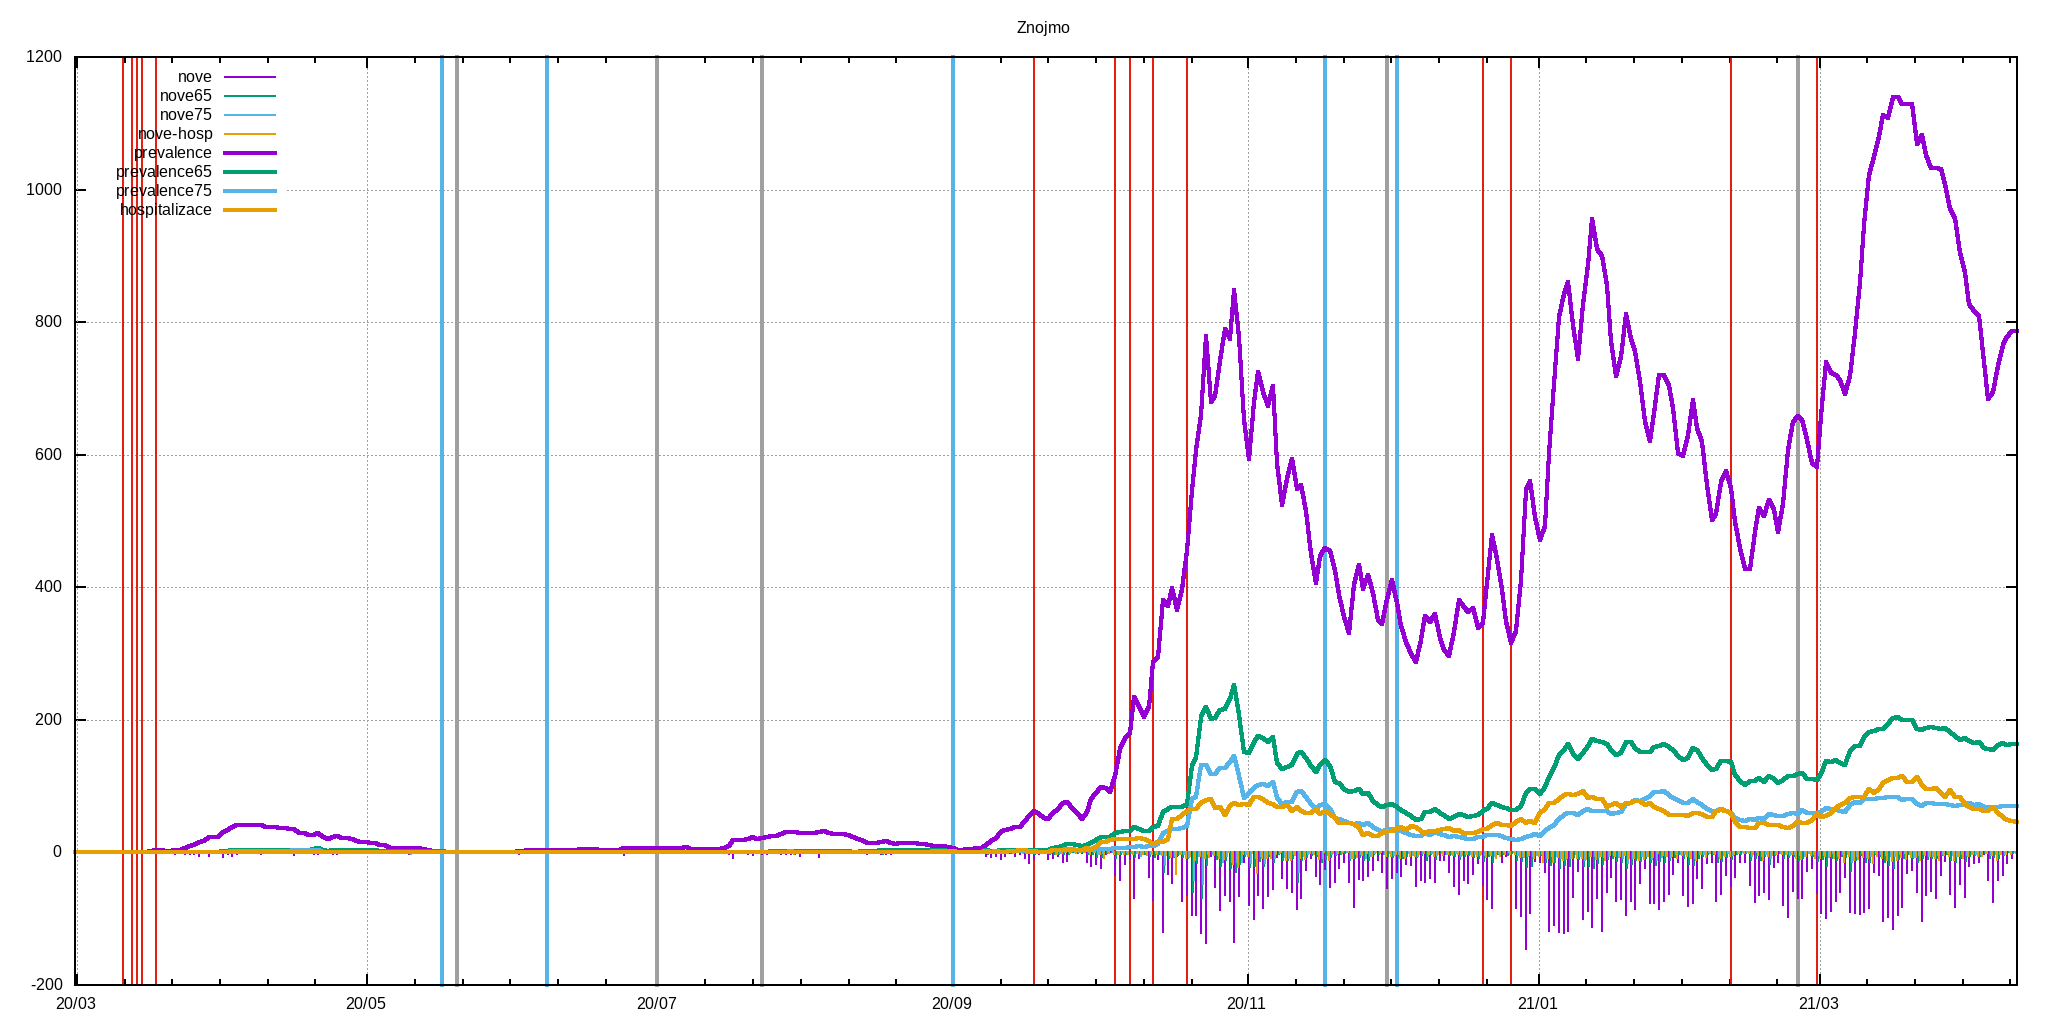 Znojmo
1200
1000
800
600
400
200
0
-200
nove
nove65
nove75
nove-hosp
prevalence
prevalence65
prevalence75
hospitalizace
20/03 20/05 20/07 20/09 20/11 21/01 21/03